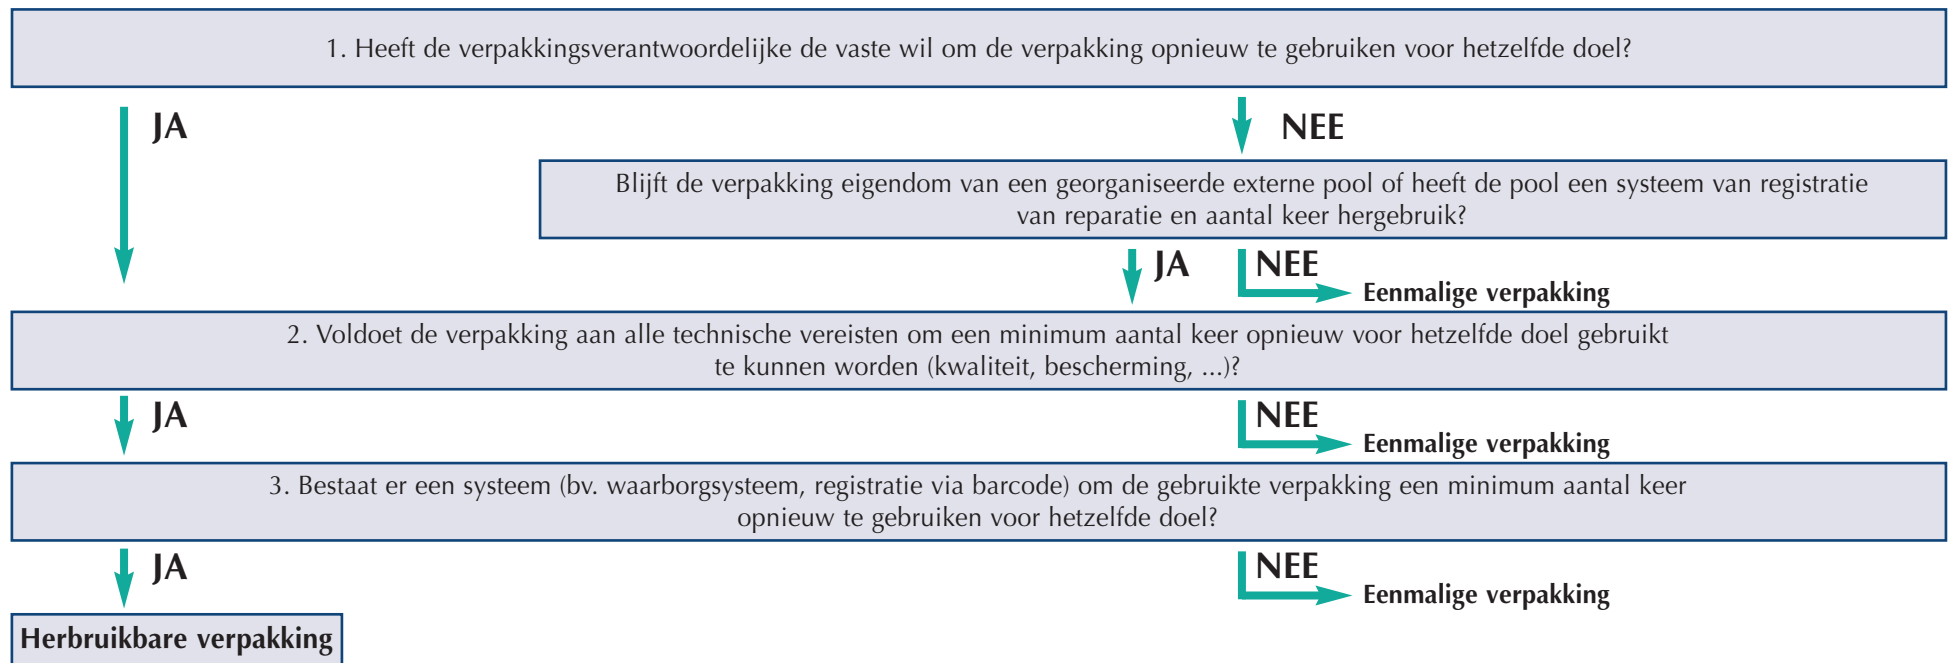 1. Heeft de verpakkingsverantwoordelijke de vaste wil om de verpakking opnieuw te gebruiken voor hetzelfde doel?
JA
NEE
Blijft de verpakking eigendom van een georganiseerde externe pool of heeft de pool een systeem van registratie
van reparatie en aantal keer hergebruik?
JA
NEE
Eenmalige verpakking
2. Voldoet de verpakking aan alle technische vereisten om een minimum aantal keer opnieuw voor hetzelfde doel gebruikt
te kunnen worden (kwaliteit, bescherming, ...)?
JA
NEE
Eenmalige verpakking
3. Bestaat er een systeem (bv. waarborgsysteem, registratie via barcode) om de gebruikte verpakking een minimum aantal keer
opnieuw te gebruiken voor hetzelfde doel?
JA
NEE
Eenmalige verpakking
Herbruikbare verpakking